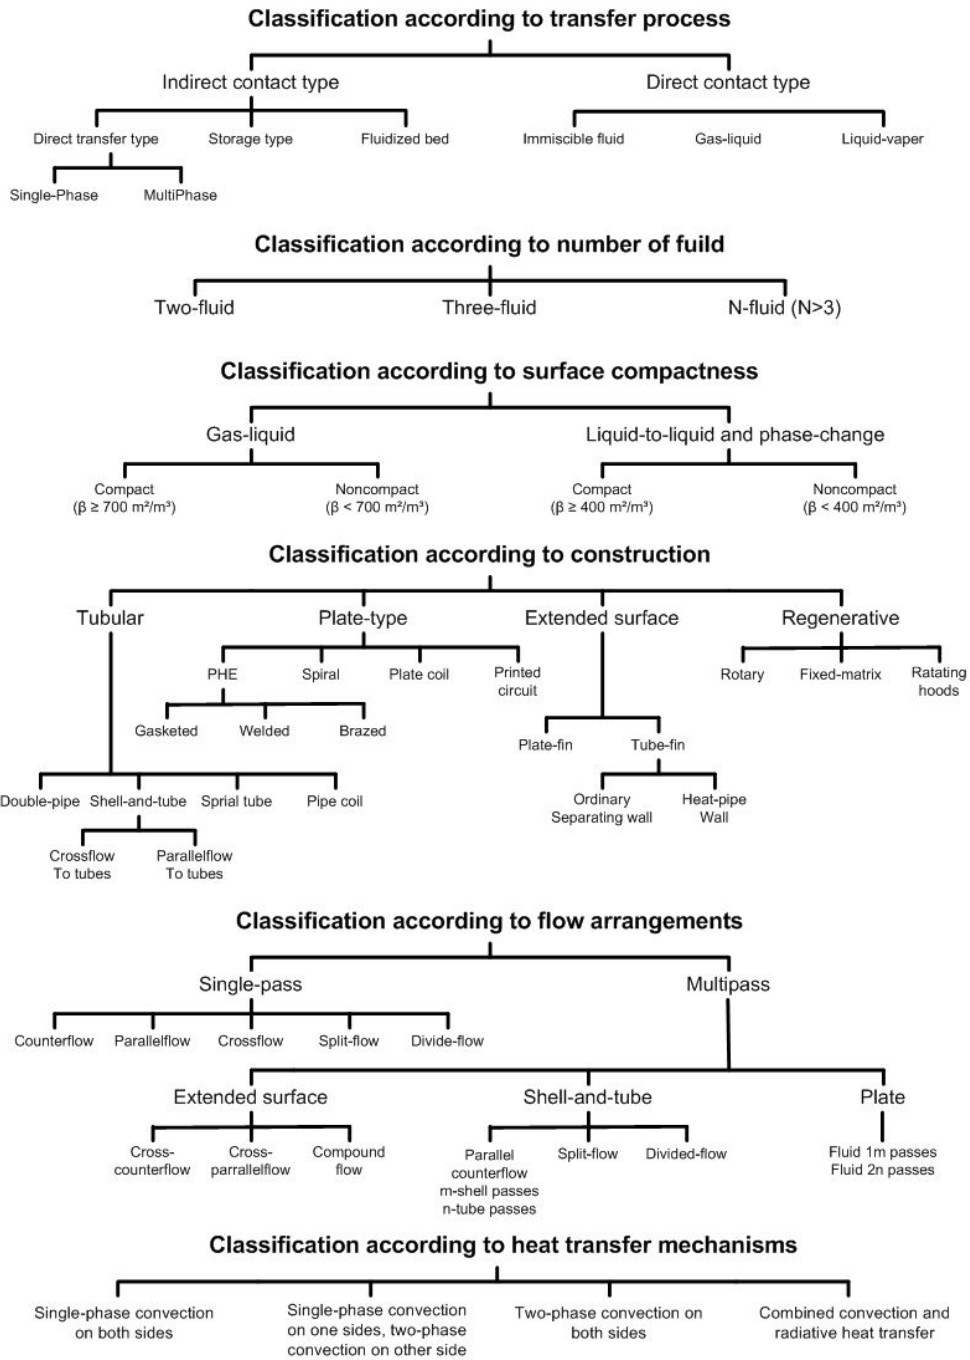 Classification according to transfer process
Indirect contact type
Direct contact type
Direct transfer type
Storage type
Fluidized bed
Immiscible fluid
Gas-liquid
Liquid-vaper
Single-Phase
MultiPhase
Classification according to number of fuild
Two-fluid
Three-fluid
N-fluid (N>3)
Classification according to surface compactness
Gas-liquid
Liquid-to-liquid and phase-change
Compact
(β ≥ 700 m²/m³)
Noncompact
(β < 700 m²/m³)
Compact
(β ≥ 400 m²/m³)
Noncompact
(β < 400 m²/m³)
Classification according to construction
Tubular
Plate-type
Extended surface
Regenerative
PHE
Spiral
Plate coil
Printed
circuit
Rotary
Fixed-matrix
Ratating
hoods
Gasketed
Welded
Brazed
Plate-fin
Tube-fin
Double-pipe
Shell-and-tube
Sprial tube
Pipe coil
Ordinary
Separating wall
Heat-pipe
Wall
Crossflow
To tubes
Parallelflow
To tubes
Classification according to flow arrangements
Single-pass
Multipass
Counterflow
Parallelflow
Crossflow
Split-flow
Divide-flow
Extended surface
Shell-and-tube
Plate
Cross-
counterflow
Cross-
parrallelflow
Compound
flow
Parallel
counterflow
m-shell passes
n-tube passes
Split-flow
Divided-flow
Fluid 1m passes
Fluid 2n passes
Classification according to heat transfer mechanisms
Single-phase convection
on both sides
Single-phase convection
on one sides, two-phase
convection on other side
Two-phase convection on
both sides
Combined convection and
radiative heat transfer